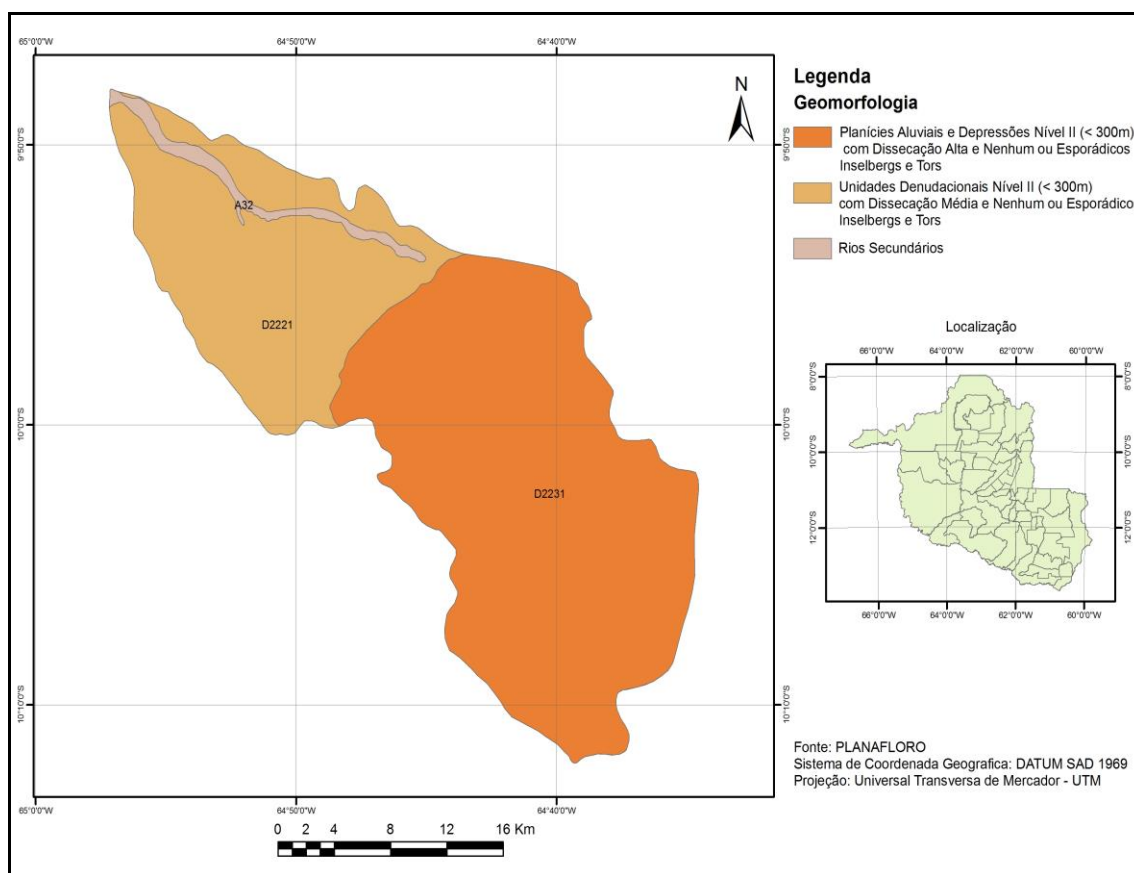 65°0'0"W
64°50'0"W
64°40'0"W
N
9°50'0"S
9°50'0"S
A32
D2221
10°0'0"S
10°0'0"S
D2231
10°10'0"S
10°10'0"S
65°0'0"W
64°50'0"W
64°40'0"W
0 2 4 8 12 16 Km
Legenda
Geomorfologia
Planícies Aluviais e Depressões Nível II (< 300m)
com Dissecação Alta e Nenhum ou Esporádicos
Inselbergs e Tors
Unidades Denudacionais Nível II (< 300m)
com Dissecação Média e Nenhum ou Esporádico
Inselbergs e Tors
Rios Secundários
Localização
66°0'0"W
64°0'0"W
62°0'0"W
60°0'0"W
8°0'0"S
8°0'0"S
10°0'0"S
10°0'0"S
12°0'0"S
12°0'0"S
66°0'0"W
64°0'0"W
62°0'0"W
60°0'0"W
Fonte: PLANAFLORO
Sistema de Coordenada Geografica: DATUM SAD 1969
Projeção: Universal Transversa de Mercador - UTM